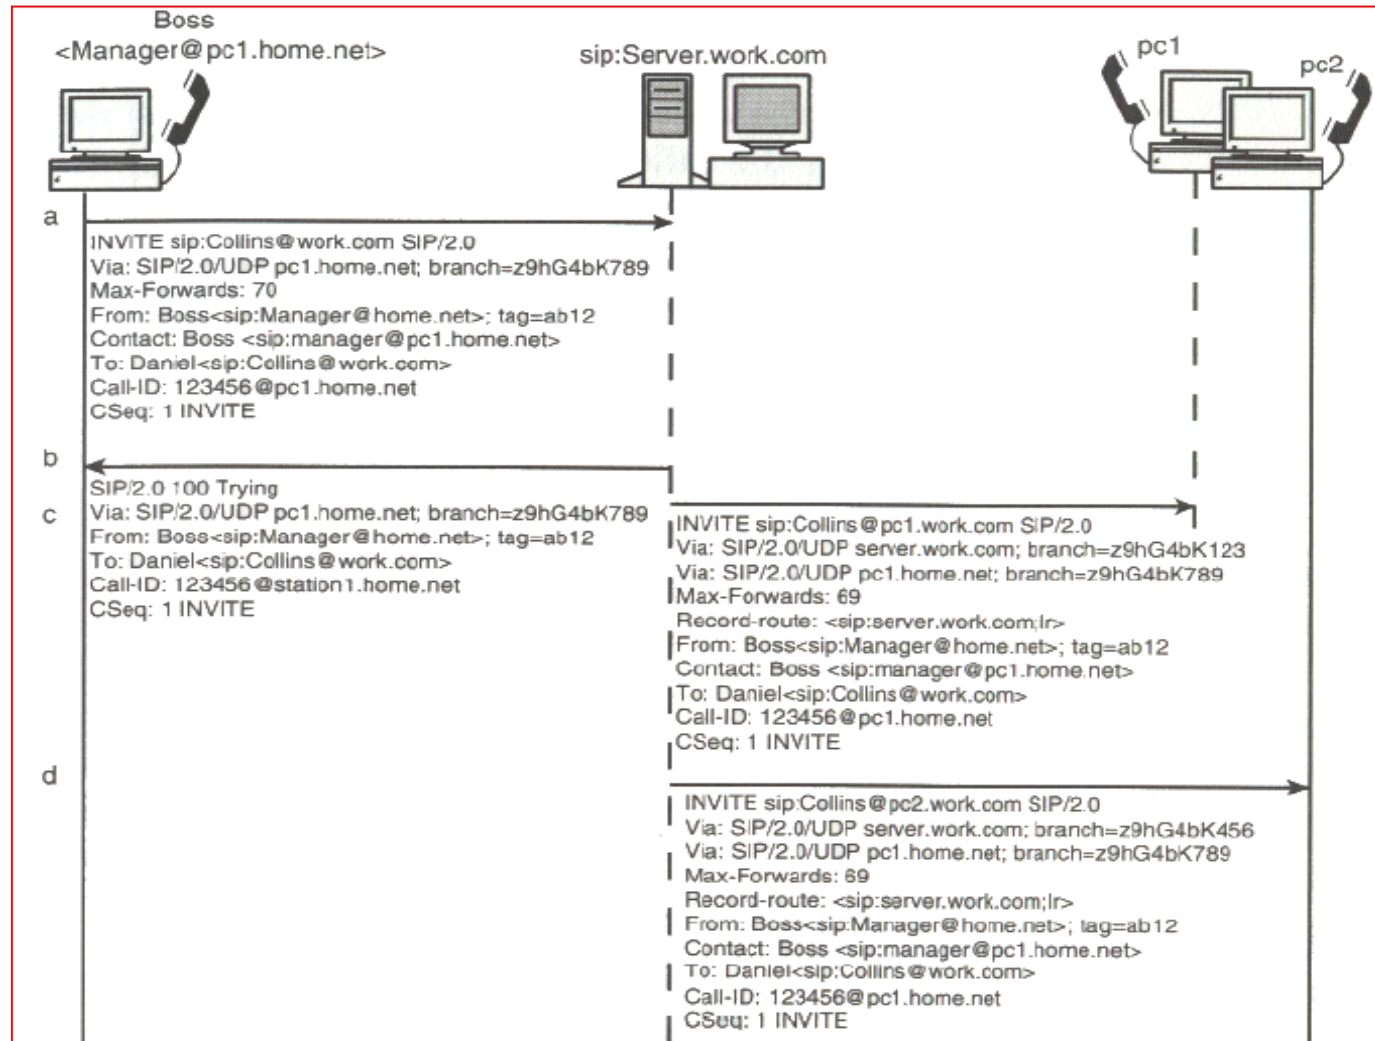 Boss
<Manager@pc1.home.net>
sip:Server.work.com
pc1
pc2
a
INVITE sip:Collins@work.com SIP/2.0
Via: SIP/2.0/UDP pc1.home.net; branch=z9hG4bK789
Max-Forwards: 70
From: Boss<sip:Manager@home.net>; tag=ab12
Contact: Boss <sip:manager@pc1.home.net>
To: Daniel<sip:Collins@work.com>
Call-ID: 123456@pc1.home.net
CSeq: 1 INVITE
b
SIP/2.0 100 Trying
Via: SIP/2.0/UDP pc1.home.net; branch=z9hG4bK789
From: Boss<sip:Manager@home.net>; tag=ab12
To: Daniel<sip:Collins@work.com>
Call-ID: 123456@station1.home.net
CSeq: 1 INVITE
c
INVITE sip:Collins@pc1.work.com SIP/2.0
Via: SIP/2.0/UDP server.work.com; branch=z9hG4bK123
Via: SIP/2.0/UDP pc1.home.net; branch=z9hG4bK789
Max-Forwards: 69
Record-route: <sip:server.work.com;lr>
From: Boss<sip:Manager@home.net>; tag=ab12
Contact: Boss <sip:manager@pc1.home.net>
To: Daniel<sip:Collins@work.com>
Call-ID: 123456@pc1.home.net
CSeq: 1 INVITE
d
INVITE sip:Collins@pc2.work.com SIP/2.0
Via: SIP/2.0/UDP server.work.com; branch=z9hG4bK456
Via: SIP/2.0/UDP pc1.home.net; branch=z9hG4bK789
Max-Forwards: 69
Record-route: <sip:server.work.com;lr>
From: Boss<sip:Manager@home.net>; tag=ab12
Contact: Boss <sip:manager@pc1.home.net>
To: Daniel<sip:Collins@work.com>
Call-ID: 123456@pc1.home.net
CSeq: 1 INVITE